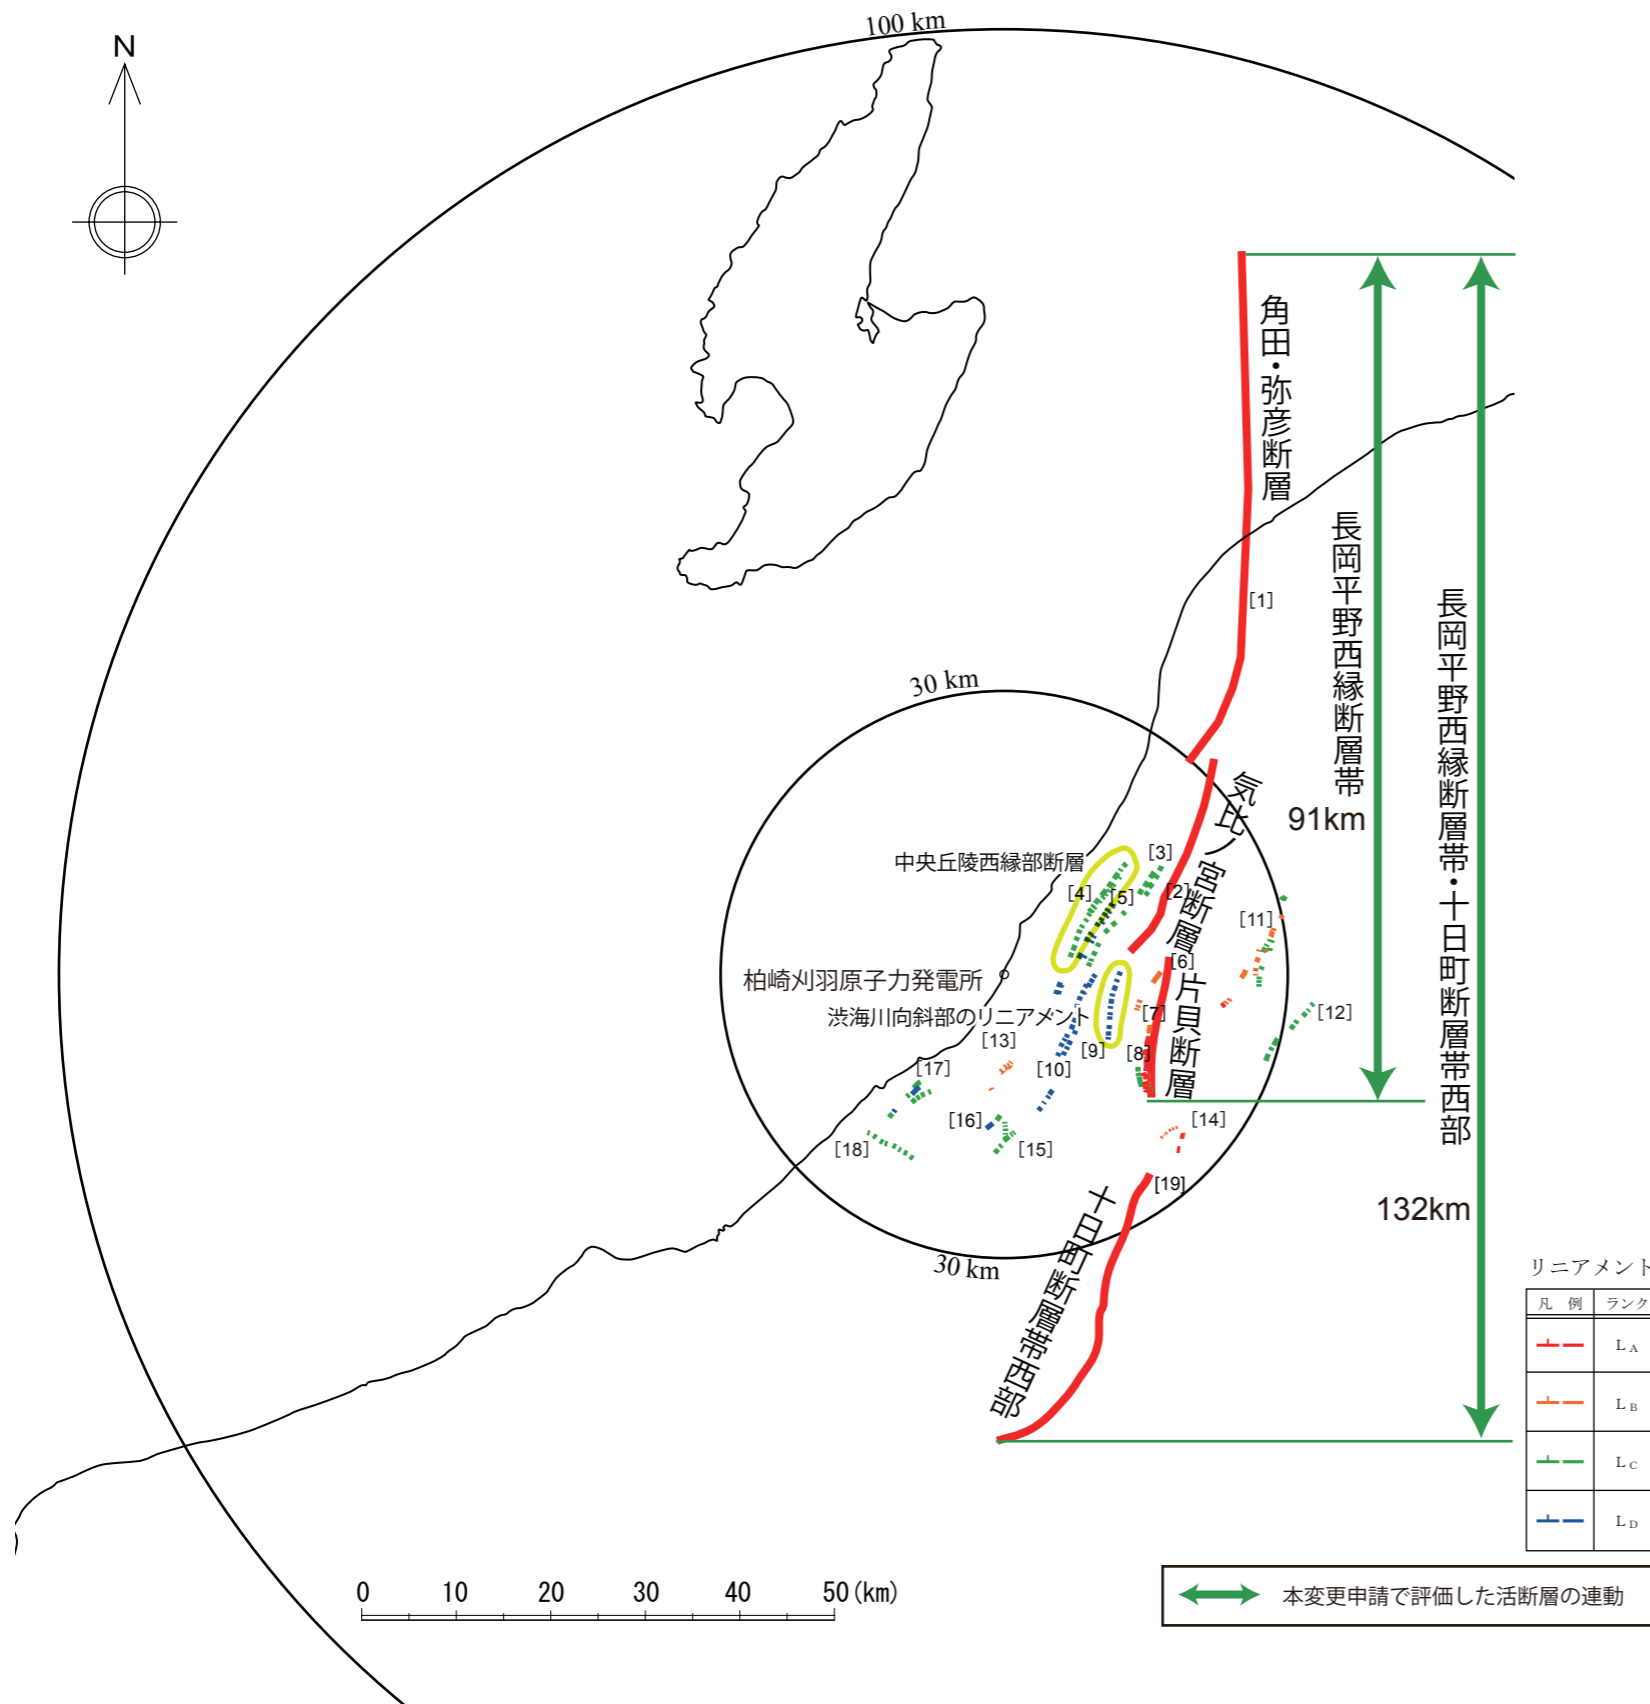 100 km
N
角田・弥彦断層
長岡平野西縁断層帯
91km
長岡平野西縁断層帯・十日町断層帯西部
132km
[1]
30 km
気比ノ宮断層
中央丘陵西縁部断層
[3]
[4]
[5]
[2]
[11]
[6]
片貝断層
柏崎刈羽原子力発電所
渋海川向斜部のリニアメント
[7]
[12]
[13]
[9]
[8]
[10]
[17]
[16]
[14]
[18]
[15]
[19]
十日町断層帯西部
30 km
リニアメント
凡 例 ランク
LA
LB
LC
LD
0 10 20 30 40 50(km)
本変更申請で評価した活断層の連動